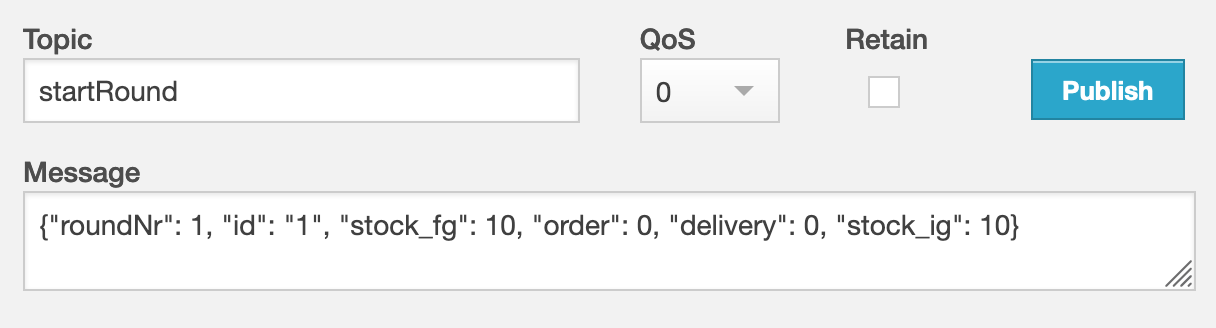 Topic QoS Retain
startRound 0 Publish
Message
{"roundNr": 1, "id": "1", "stock_fg": 10, "order": 0, "delivery": 0, "stock_ig": 10}